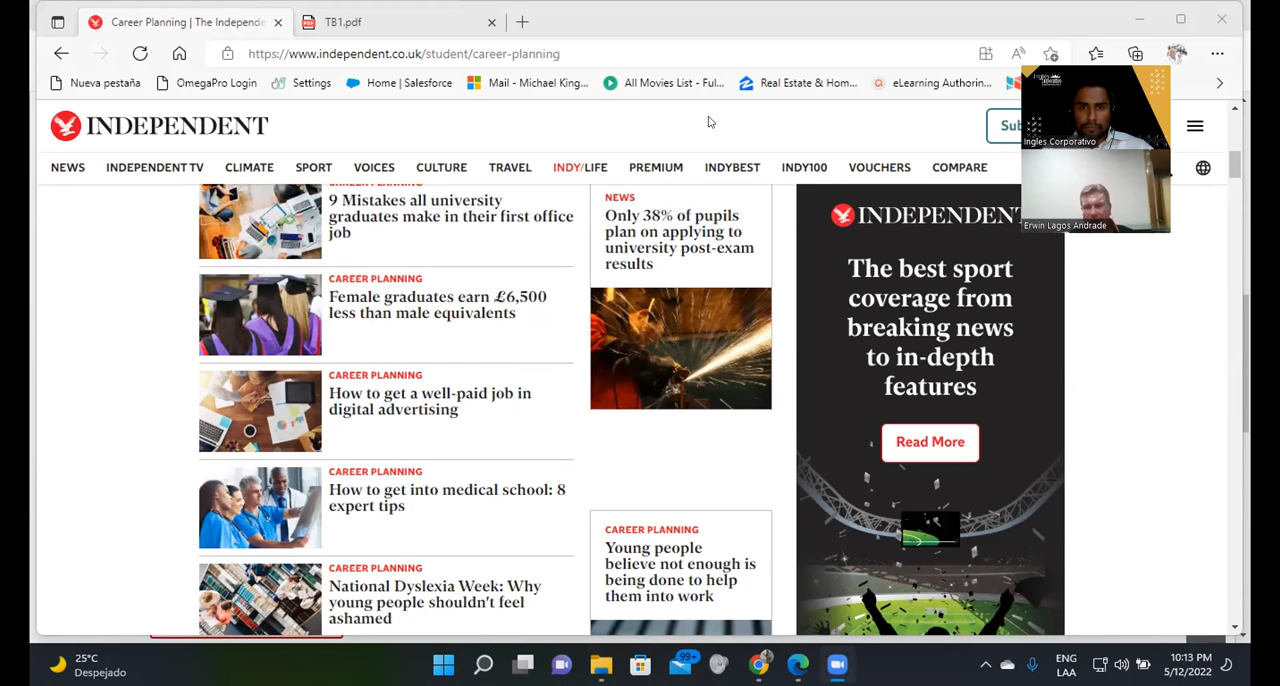 Career Planning | The Independe
TB1.pdf
https://www.independent.co.uk/student/career-planning
Nueva pestaña
OmegaPro Login
Settings
Home | Salesforce
Mail - Michael King...
All Movies List - Ful...
Real Estate & Hom...
eLearning Authorin...
INDEPENDENT
Sub
Ingles Corporativo
Erwin Lagos Andrade
NEWS INDEPENDENT TV CLIMATE SPORT VOICES CULTURE TRAVEL INDY/LIFE PREMIUM INDYBEST INDY100 VOUCHERS COMPARE
CAREER PLANNING
9 Mistakes all university
graduates make in their first office
job
CAREER PLANNING
Female graduates earn £6,500
less than male equivalents
CAREER PLANNING
How to get a well-paid job in
digital advertising
CAREER PLANNING
How to get into medical school: 8
expert tips
CAREER PLANNING
National Dyslexia Week: Why
young people shouldn't feel
ashamed
NEWS
Only 38% of pupils
plan on applying to
university post-exam
results
CAREER PLANNING
Young people
believe not enough is
being done to help
them into work
INDEPENDENT
The best sport
coverage from
breaking news
to in-depth
features
Read More
25°C
Despejado
99+
ENG
LAA
10:13 PM
5/12/2022